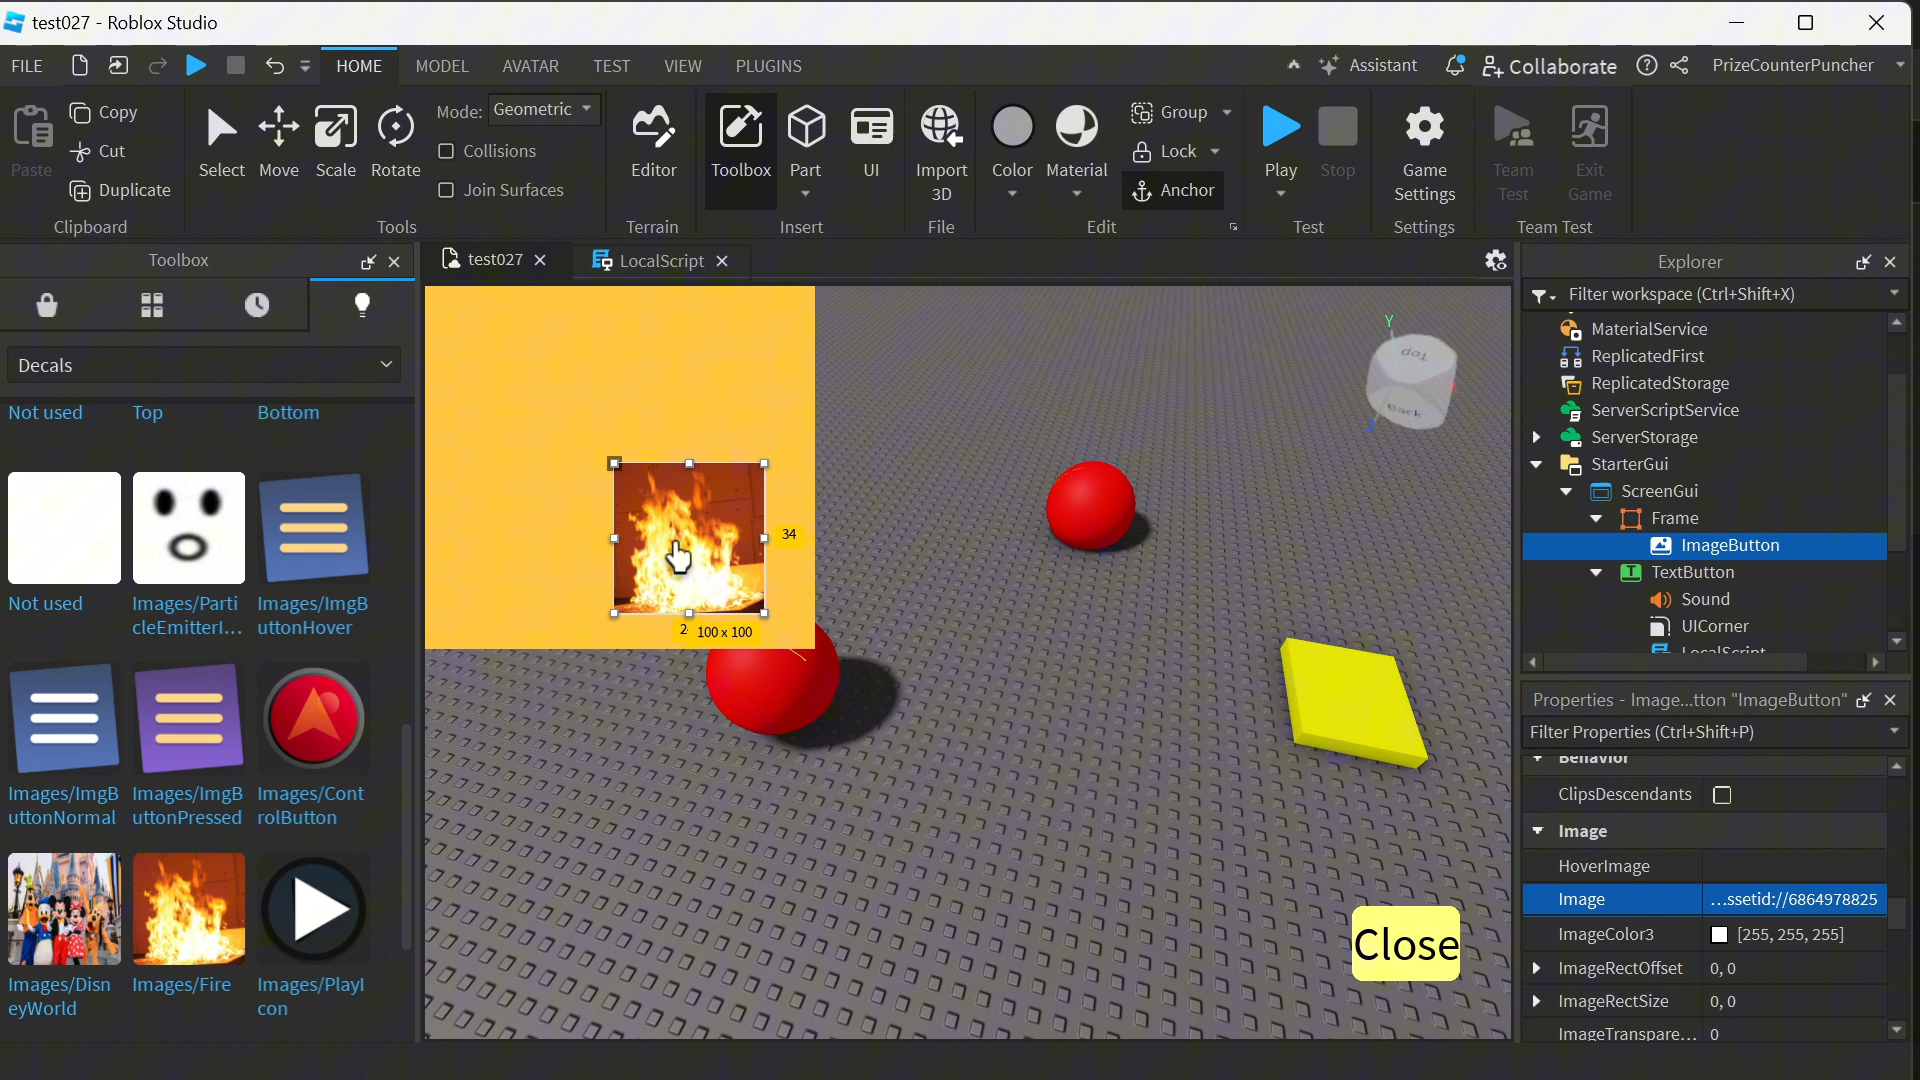 test027 - Roblox Studio
FILE HOME MODEL AVATAR TEST VIEW PLUGINS Assistant Collaborate PrizeCounterPuncher
Paste Copy Cut Duplicate
Clipboard
Select Move Scale Rotate
Mode: Geometric
Collisions
Join Surfaces
Tools
Editor
Terrain
Toolbox Part UI
Insert
Import
3D
File
Color Material
Group
Lock
Anchor
Edit
Play Stop
Test
Game
Settings
Settings
Team
Test
Exit
Game
Team Test
Toolbox
Decals
Not used Top Bottom
Not used
Images/Parti
cleEmitterI...
Images/ImgB
uttonHover
Images/ImgB
uttonNormal
Images/ImgB
uttonPressed
Images/Cont
rolButton
Images/Disn
eyWorld
Images/Fire
Images/PlayI
con
test027 LocalScript
34
2 100 x 100
Y
Top
Back
Z
Close
Explorer
Filter workspace (Ctrl+Shift+X)
MaterialService
ReplicatedFirst
ReplicatedStorage
ServerScriptService
ServerStorage
StarterGui
ScreenGui
Frame
ImageButton
TextButton
Sound
UICorner
LocalScript
Properties - Image...tton "ImageButton"
Filter Properties (Ctrl+Shift+P)
Behavior
ClipsDescendants
Image
HoverImage
Image ...ssetid://6864978825
ImageColor3 [255, 255, 255]
ImageRectOffset 0, 0
ImageRectSize 0, 0
ImageTranspare... 0